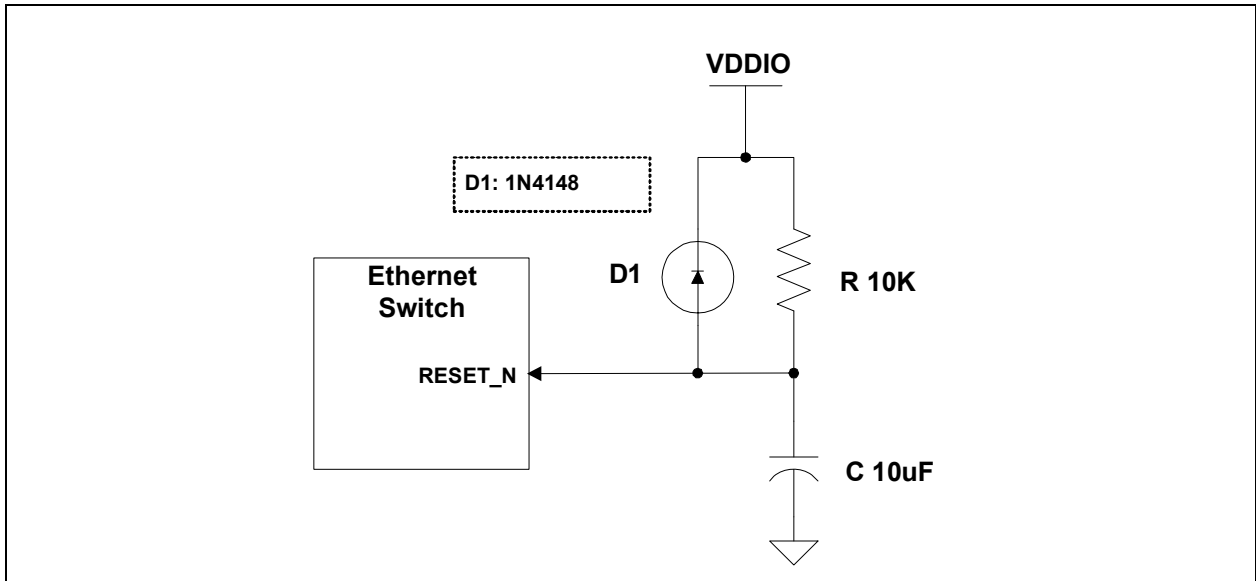 VDDIO
D1: 1N4148
D1
R 10K
Ethernet
Switch
RESET_N
C 10uF